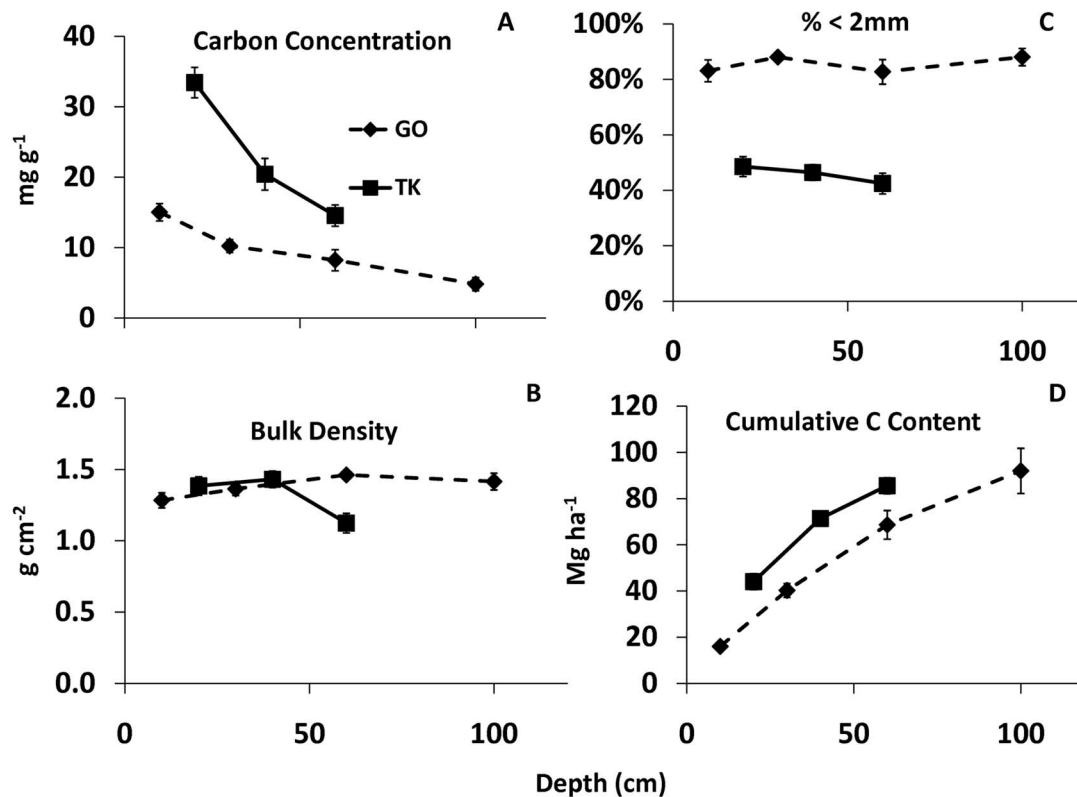 A
Carbon Concentration
40
30
20
10
0
mg g⁻¹
GO
TK
C
% < 2mm
100%
80%
60%
40%
20%
0%
0 50 100
B
Bulk Density
2.0
1.5
1.0
0.5
0.0
g cm⁻²
0 50 100
D
Cumulative C Content
120
100
80
60
40
20
0
Mg ha⁻¹
0 50 100
Depth (cm)